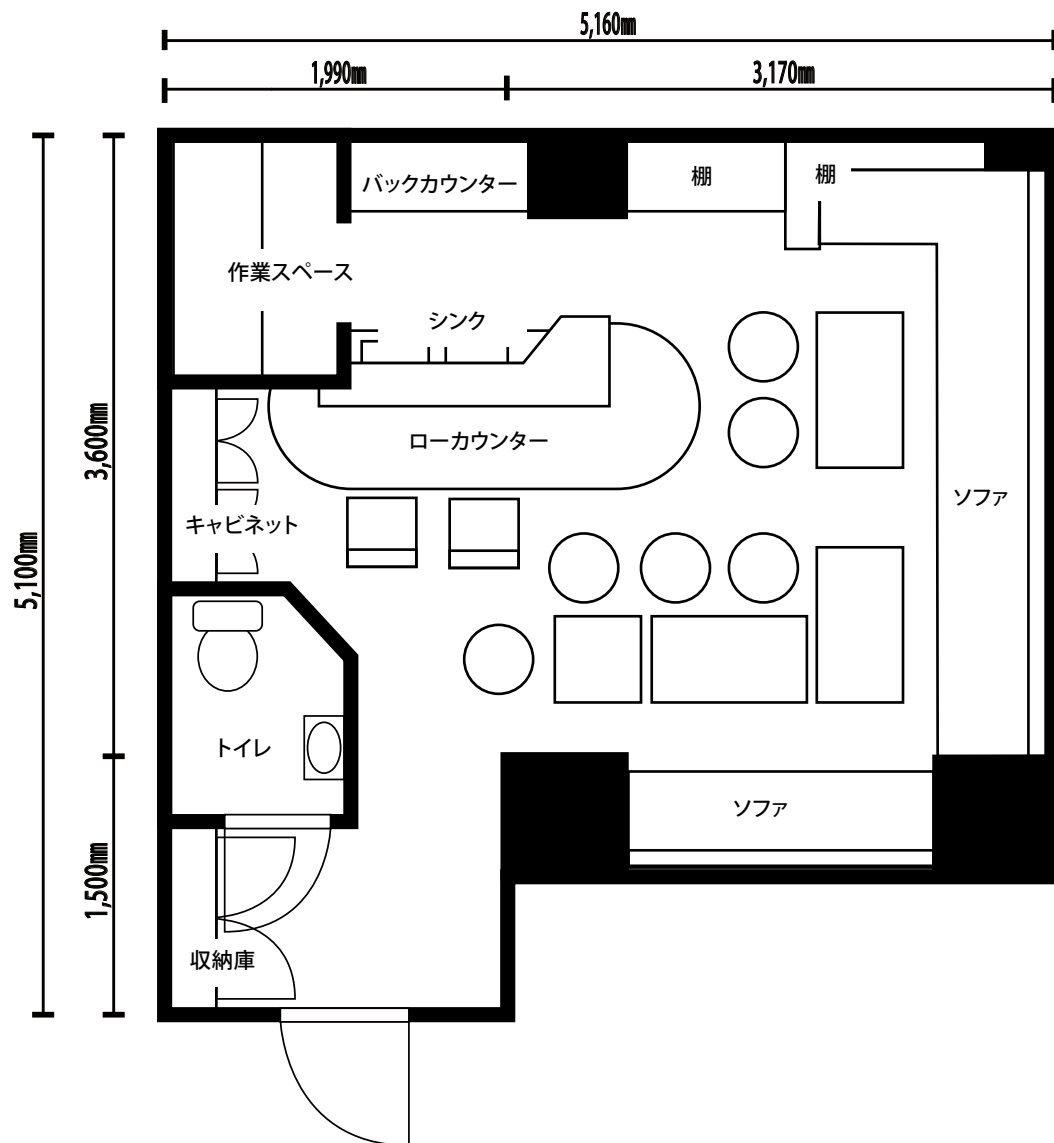 5,160㎜
1,990㎜
3,170㎜
バックカウンター
棚
棚
作業スペース
シンク
ローカウンター
3,600㎜
ソファ
キャビネット
5,100㎜
トイレ
ソファ
1,500㎜
収納庫